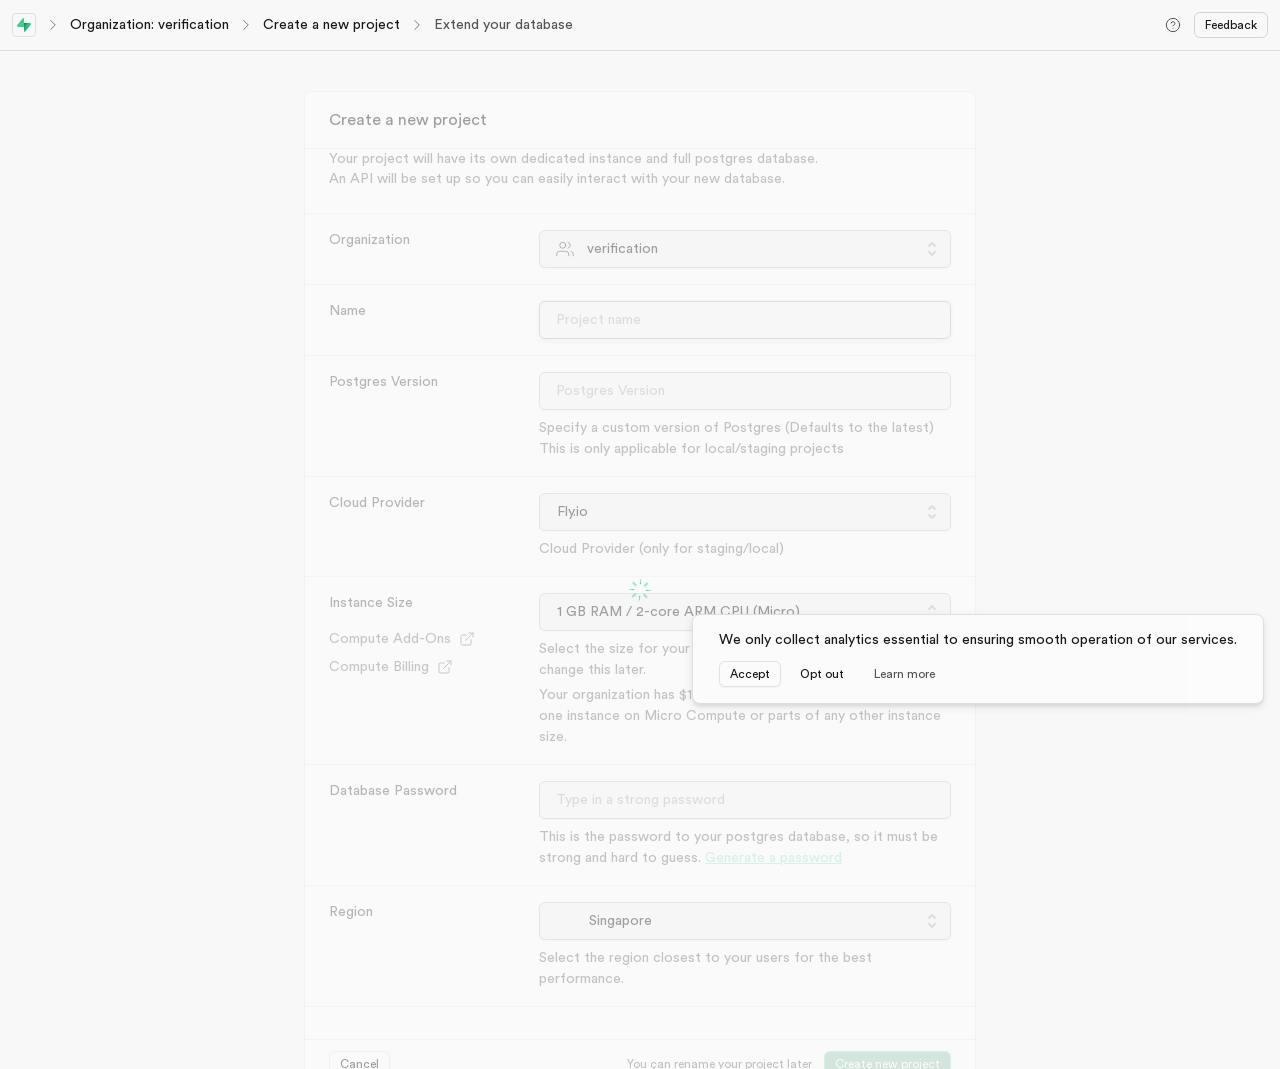 Organization: verification
Create a new project
Extend your database
Feedback
Create a new project
Your project will have its own dedicated instance and full postgres database.
An API will be set up so you can easily interact with your new database.
Organization
verification
Name
Project name
Postgres Version
Postgres Version
Specify a custom version of Postgres (Defaults to the latest)
This is only applicable for local/staging projects
Cloud Provider
Fly.io
Cloud Provider (only for staging/local)
Instance Size
Compute Add-Ons
Compute Billing
1 GB RAM / 2-core ARM CPU (Micro)
Select the size for your
change this later.
Your organization has $1
one instance on Micro Compute or parts of any other instance
size.
We only collect analytics essential to ensuring smooth operation of our services.
Accept
Opt out
Learn more
Database Password
Type in a strong password
This is the password to your postgres database, so it must be
strong and hard to guess. Generate a password
Region
Singapore
Select the region closest to your users for the best
performance.
Cancel
You can rename your project later
Create new project